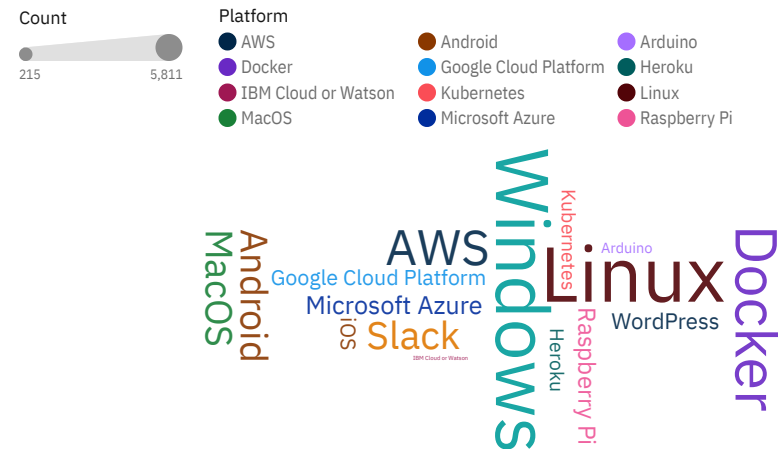 Count
215 5,811
Platform
AWS Android Arduino
Docker Google Cloud Platform Heroku
IBM Cloud or Watson Kubernetes Linux
MacOS Microsoft Azure Raspberry Pi
Windows
Kubernetes
MacOS
Android
AWS
Arduino
Docker
Linux
Google Cloud Platform
Microsoft Azure
iOS
Slack
Raspberry Pi
WordPress
Heroku
IBM Cloud or Watson